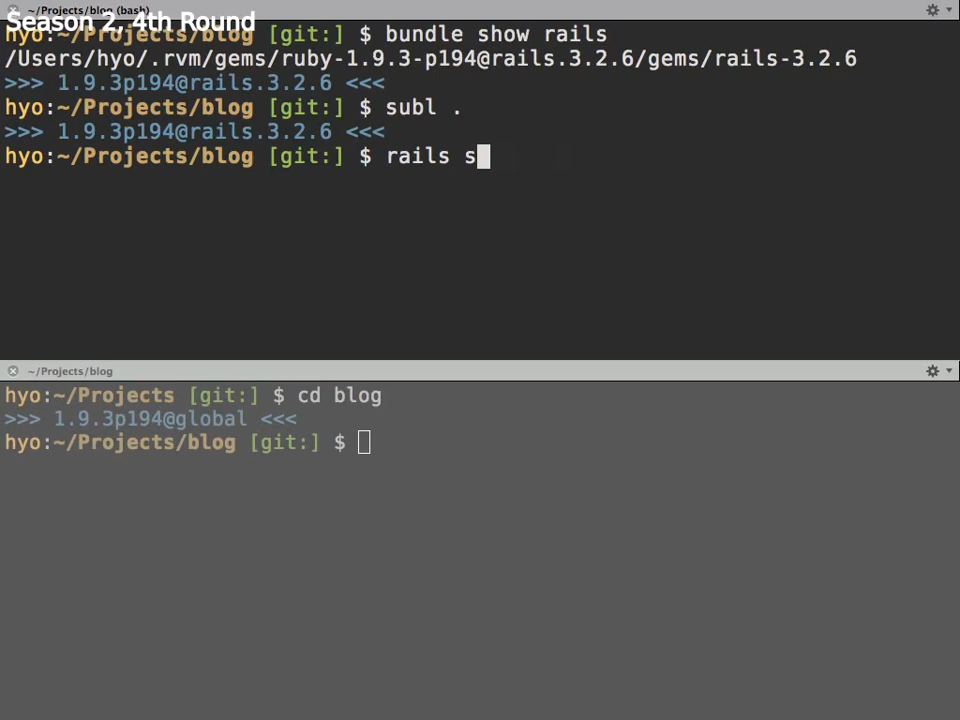 ~/Projects/blog (bash)
Season 2, 4th Round
hyo:~/Projects/blog [git:] $ bundle show rails
/Users/hyo/.rvm/gems/ruby-1.9.3-p194@rails.3.2.6/gems/rails-3.2.6
>>> 1.9.3p194@rails.3.2.6 <<<
hyo:~/Projects/blog [git:] $ subl .
>>> 1.9.3p194@rails.3.2.6 <<<
hyo:~/Projects/blog [git:] $ rails s
~/Projects/blog
hyo:~/Projects [git:] $ cd blog
>>> 1.9.3p194@global <<<
hyo:~/Projects/blog [git:] $